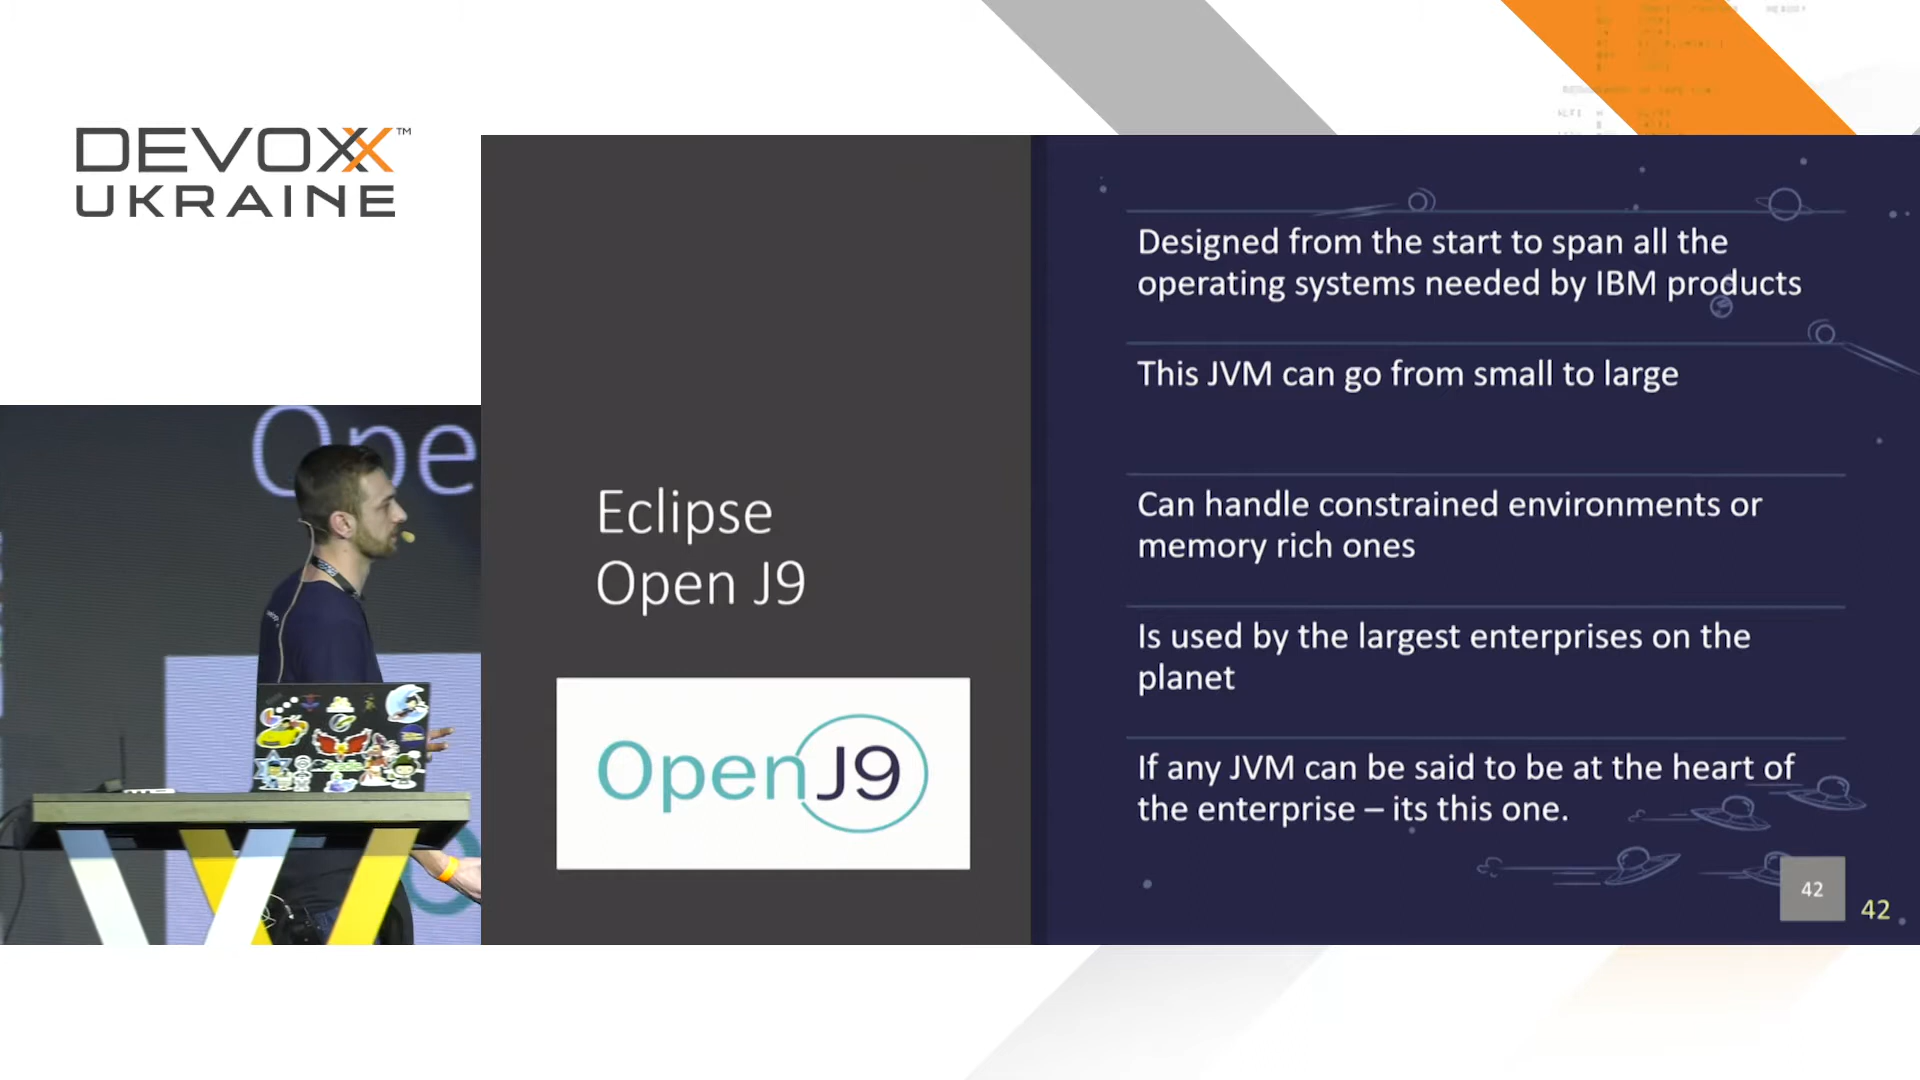 DEVOXX™
UKRAINE
Ope
Eclipse
Open J9
OpenJ9
Designed from the start to span all the
operating systems needed by IBM products
This JVM can go from small to large
Can handle constrained environments or
memory rich ones
Is used by the largest enterprises on the
planet
If any JVM can be said to be at the heart of
the enterprise – its this one.
42
42